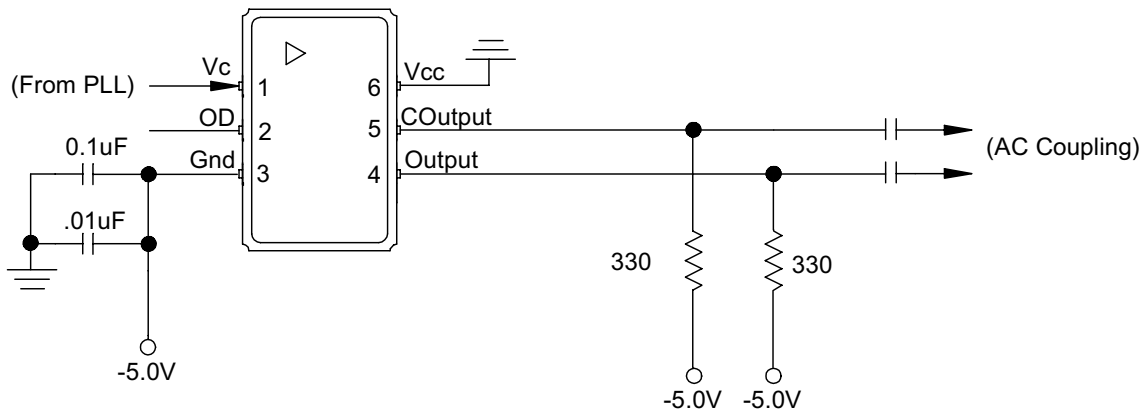 (From PLL)
Vc
1
OD
2
Gnd
3
0.1uF
.01uF
-5.0V
Vcc
6
COutput
5
Output
4
(AC Coupling)
330
330
-5.0V
-5.0V